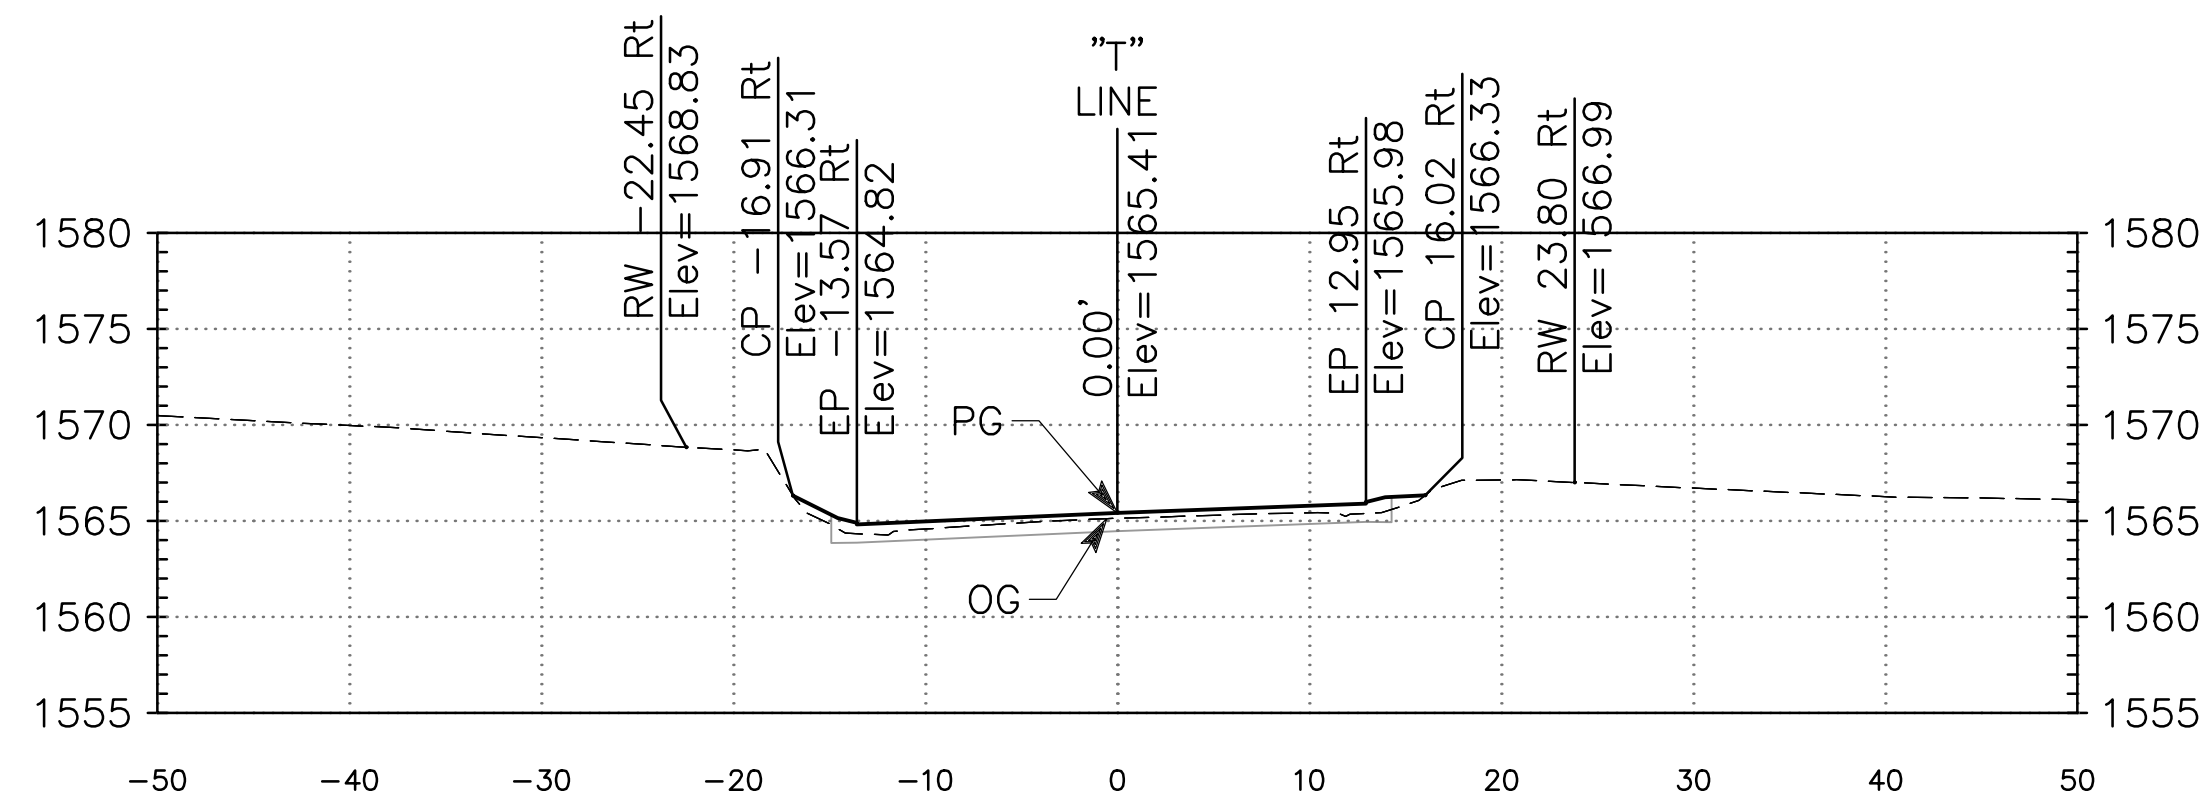 RW -22.45 Rt
Elev=1568.83
CP -16.91 Rt
Elev=1566.31
EP -13.57 Rt
Elev=1564.82
"T"
LINE
0.00'
Elev=1565.41
EP 12.95 Rt
Elev=1565.98
CP 16.02 Rt
Elev=1566.33
RW 23.80 Rt
Elev=1566.99
1580
1580
1575
1575
1570
1570
PG
1565
1565
OG
1560
1560
1555
1555
-50 -40 -30 -20 -10 0 10 20 30 40 50